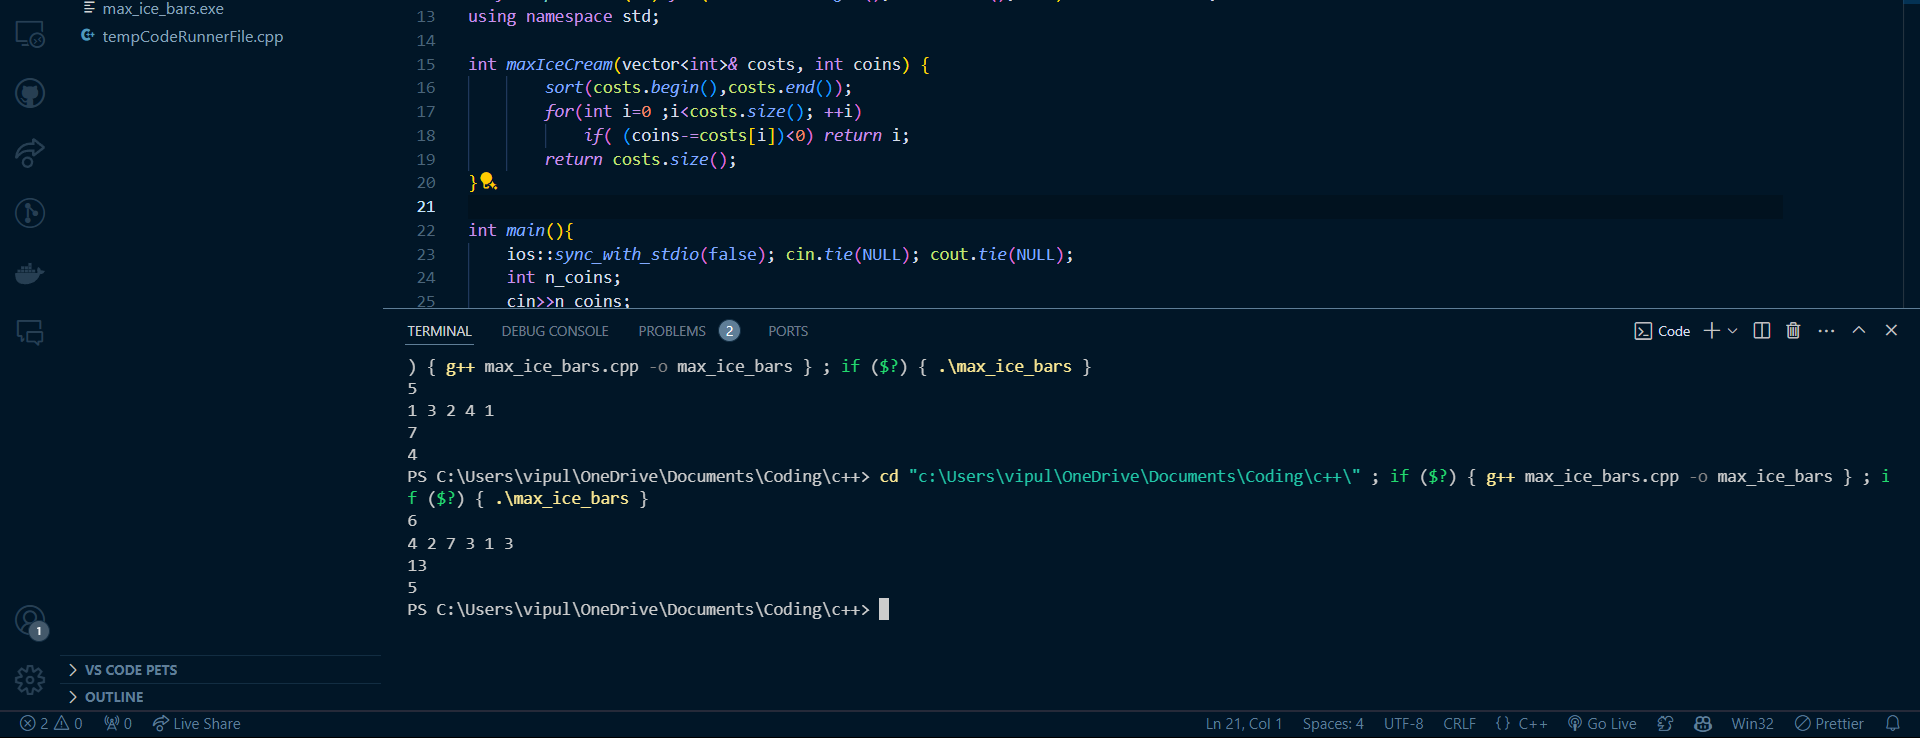 max_ice_bars.exe
tempCodeRunnerFile.cpp
13 using namespace std;
14
15 int maxIceCream(vector<int>& costs, int coins) {
16 sort(costs.begin(),costs.end());
17 for(int i=0 ;i<costs.size(); ++i)
18 if( (coins-=costs[i])<0) return i;
19 return costs.size();
20 }
21
22 int main(){
23 ios::sync_with_stdio(false); cin.tie(NULL); cout.tie(NULL);
24 int n_coins;
25 cin>>n_coins;
TERMINAL DEBUG CONSOLE PROBLEMS 2 PORTS
Code
) { g++ max_ice_bars.cpp -o max_ice_bars } ; if ($?) { .\max_ice_bars }
5
1 3 2 4 1
7
4
PS C:\Users\vipul\OneDrive\Documents\Coding\c++> cd "c:\Users\vipul\OneDrive\Documents\Coding\c++\" ; if ($?) { g++ max_ice_bars.cpp -o max_ice_bars } ; i
f ($?) { .\max_ice_bars }
6
4 2 7 3 1 3
13
5
PS C:\Users\vipul\OneDrive\Documents\Coding\c++>
1
VS CODE PETS
OUTLINE
2 0 0 Live Share Ln 21, Col 1 Spaces: 4 UTF-8 CRLF {} C++ Go Live Win32 Prettier